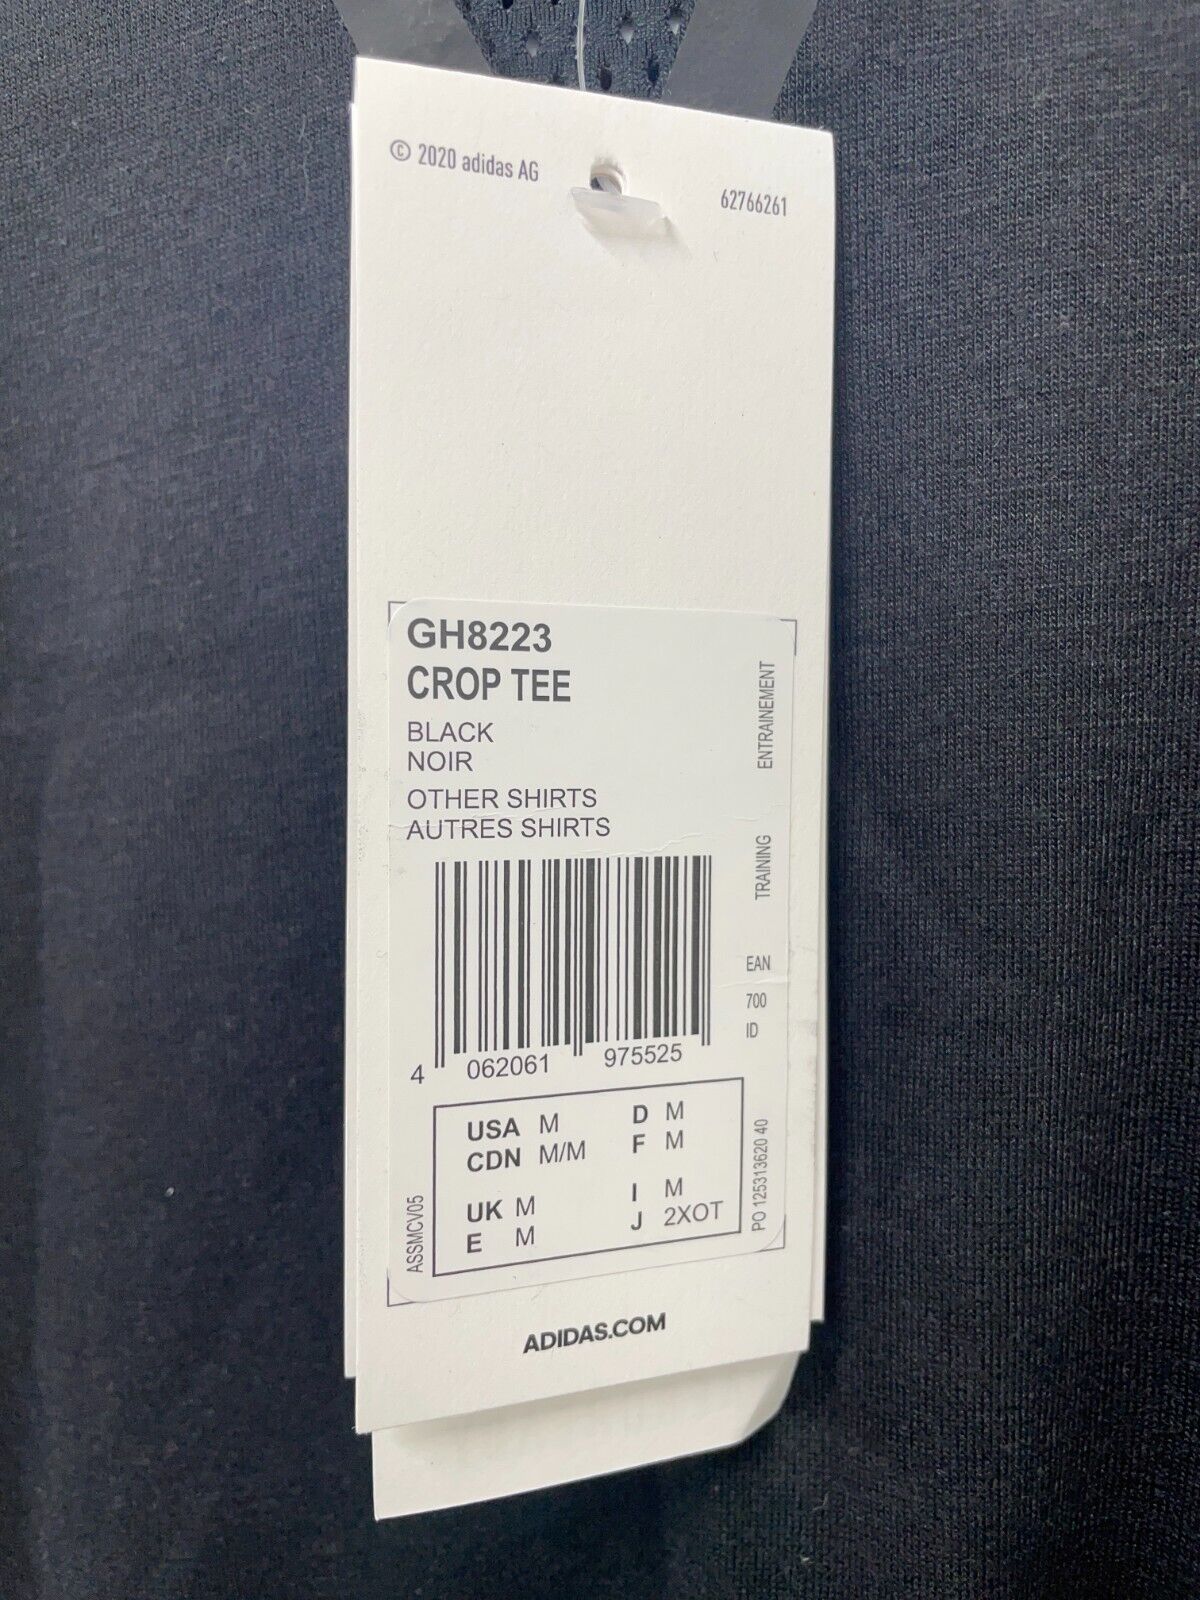 © 2020 adidas AG
62766261
GH8223
CROP TEE
BLACK
NOIR
OTHER SHIRTS
AUTRES SHIRTS
ENTRAINEMENT
TRAINING
EAN
700
ID
4 062061 975525
USA M D M
CDN M/M F M
UK M I M
E M J 2XOT
ASSMCV05
PO 125313620 40
ADIDAS.COM